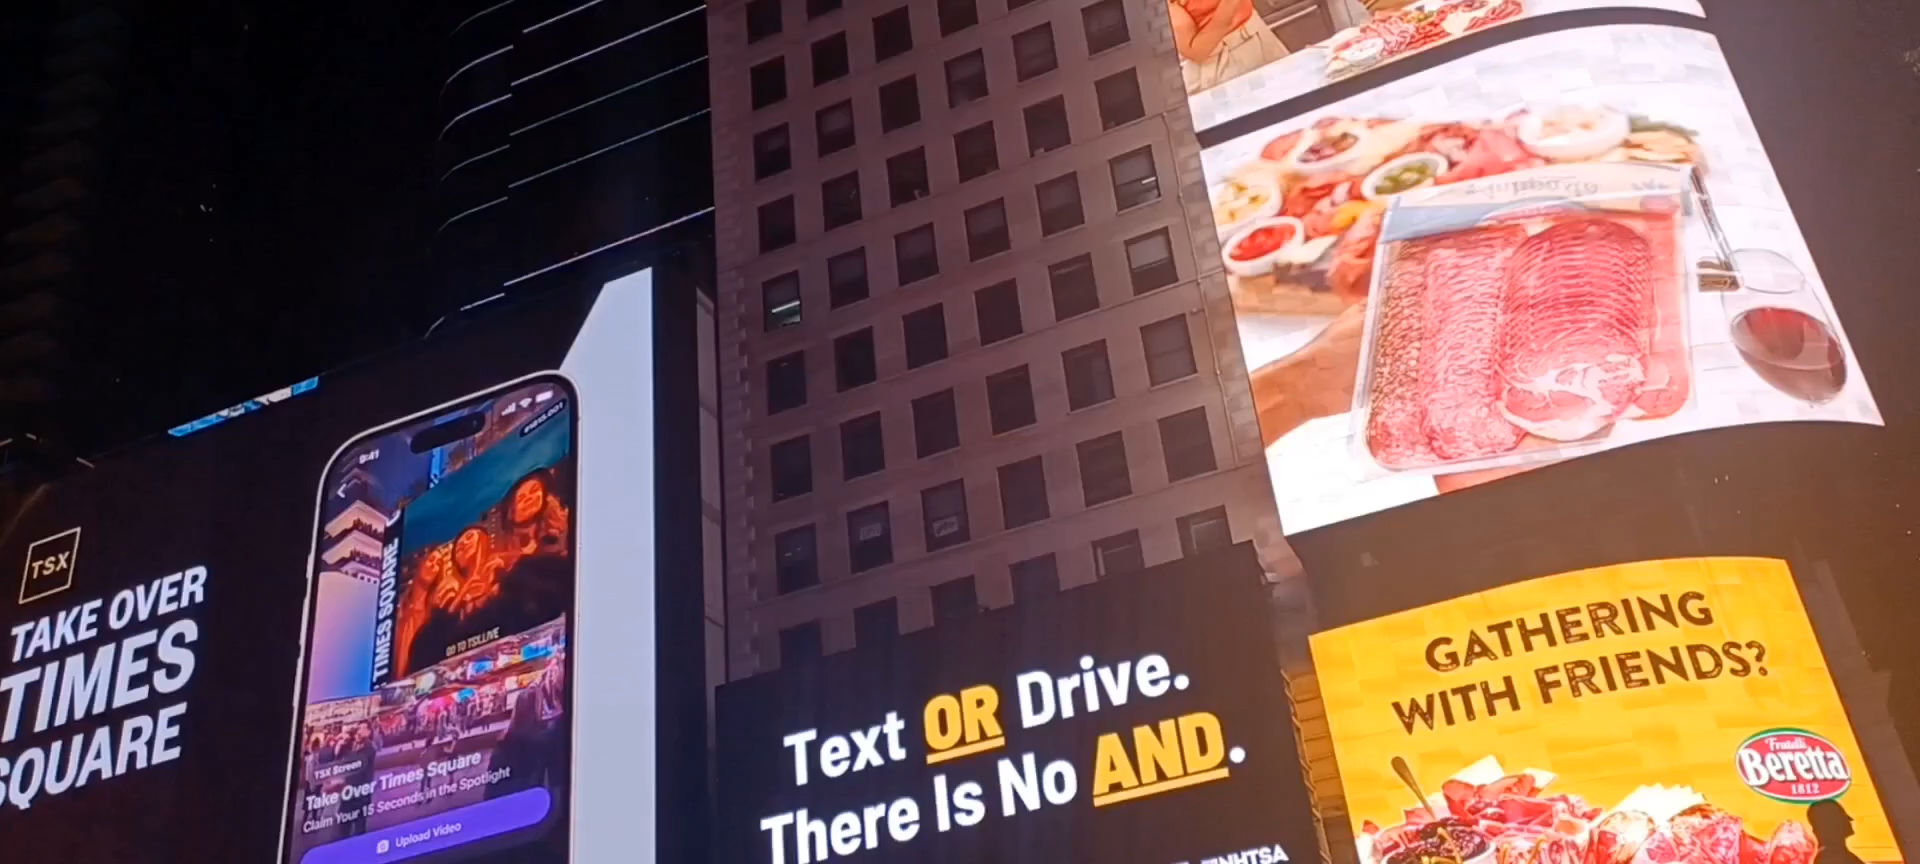 TSX
TAKE OVER
TIMES
SQUARE
9:41
TIMES SQUARE
GO TO TSX.LIVE
TSX Screen
Take Over Times Square
Claim Your 15 Seconds in the Spotlight
Upload Video
Text OR Drive.
There Is No AND.
NHTSA
GATHERING
WITH FRIENDS?
Fratelli
Beretta
1812